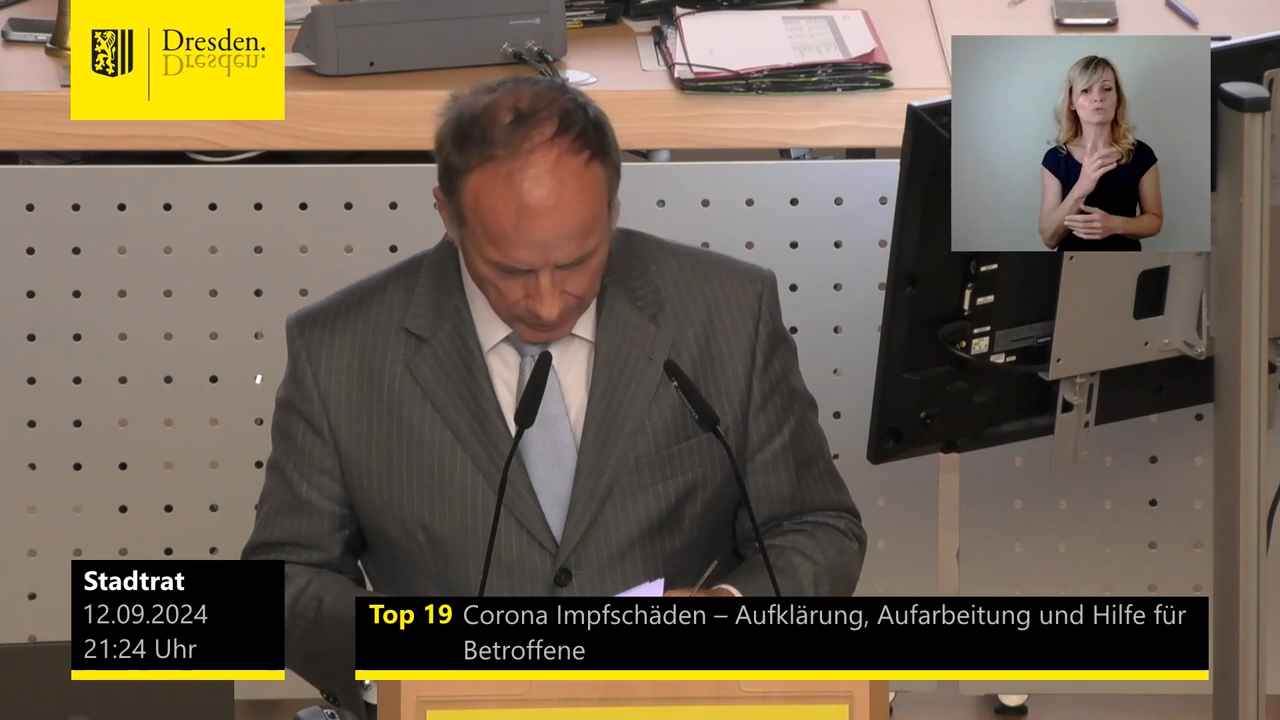 Dresden.
Dresden.
Stadtrat
12.09.2024
21:24 Uhr
Top 19 Corona Impfschäden – Aufklärung, Aufarbeitung und Hilfe für
Betroffene